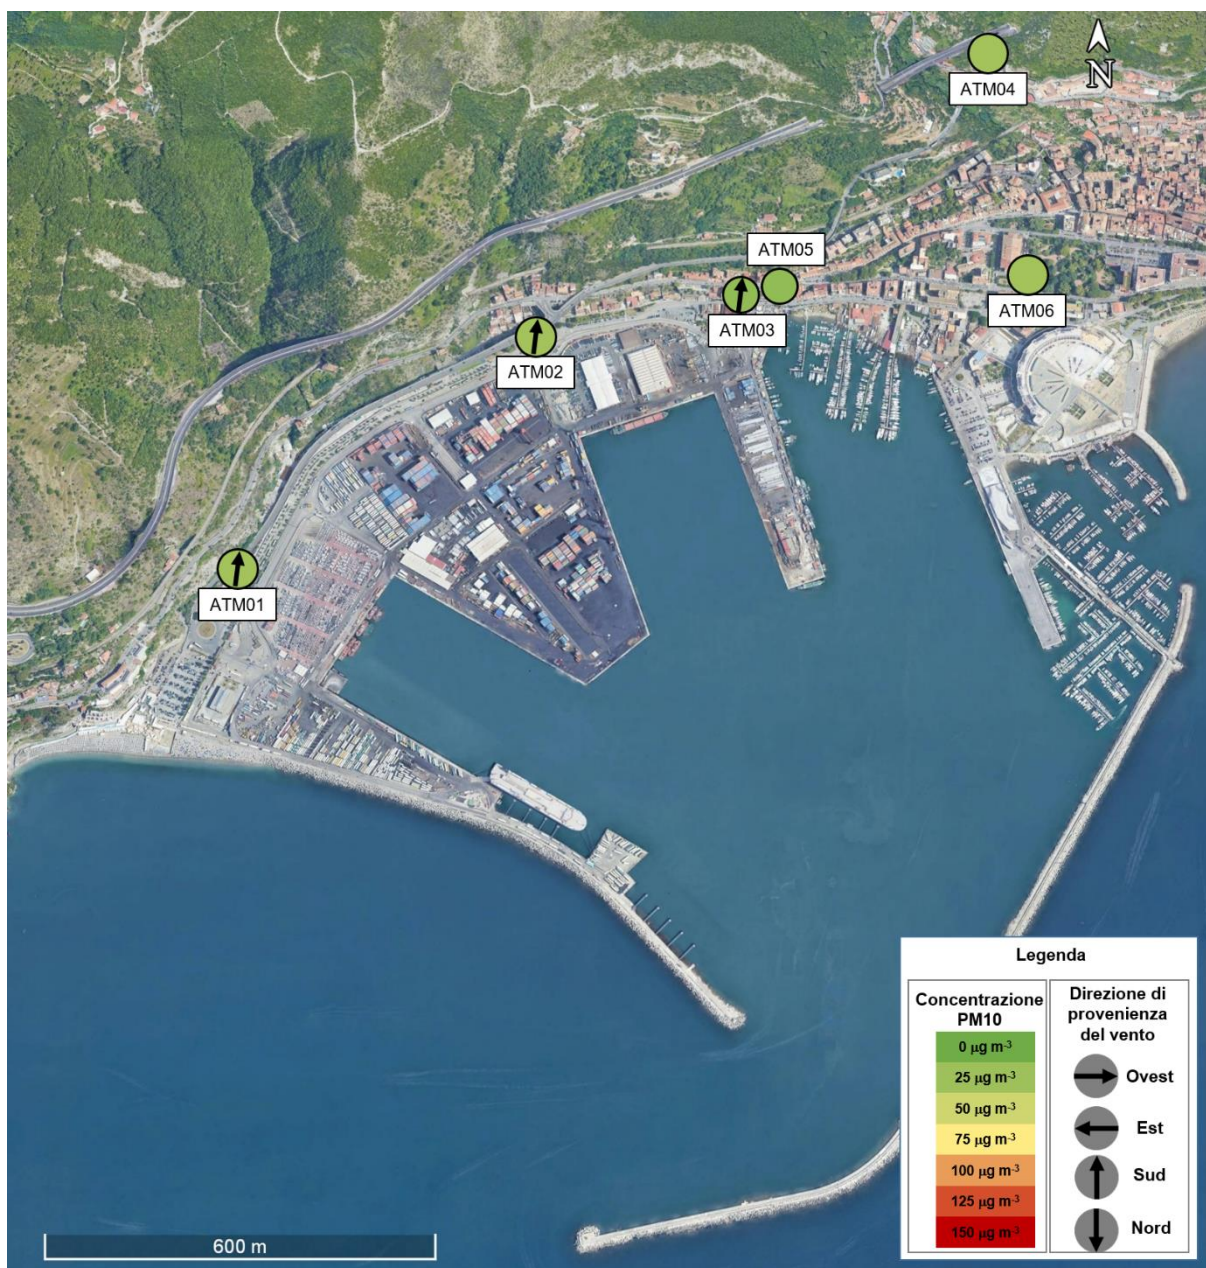 N
ATM04
ATM05
ATM03
ATM06
ATM02
ATM01
Legenda
Concentrazione
PM10
0 µg m-3
25 µg m-3
50 µg m-3
75 µg m-3
100 µg m-3
125 µg m-3
150 µg m-3
Direzione di
provenienza
del vento
Ovest
Est
Sud
Nord
600 m